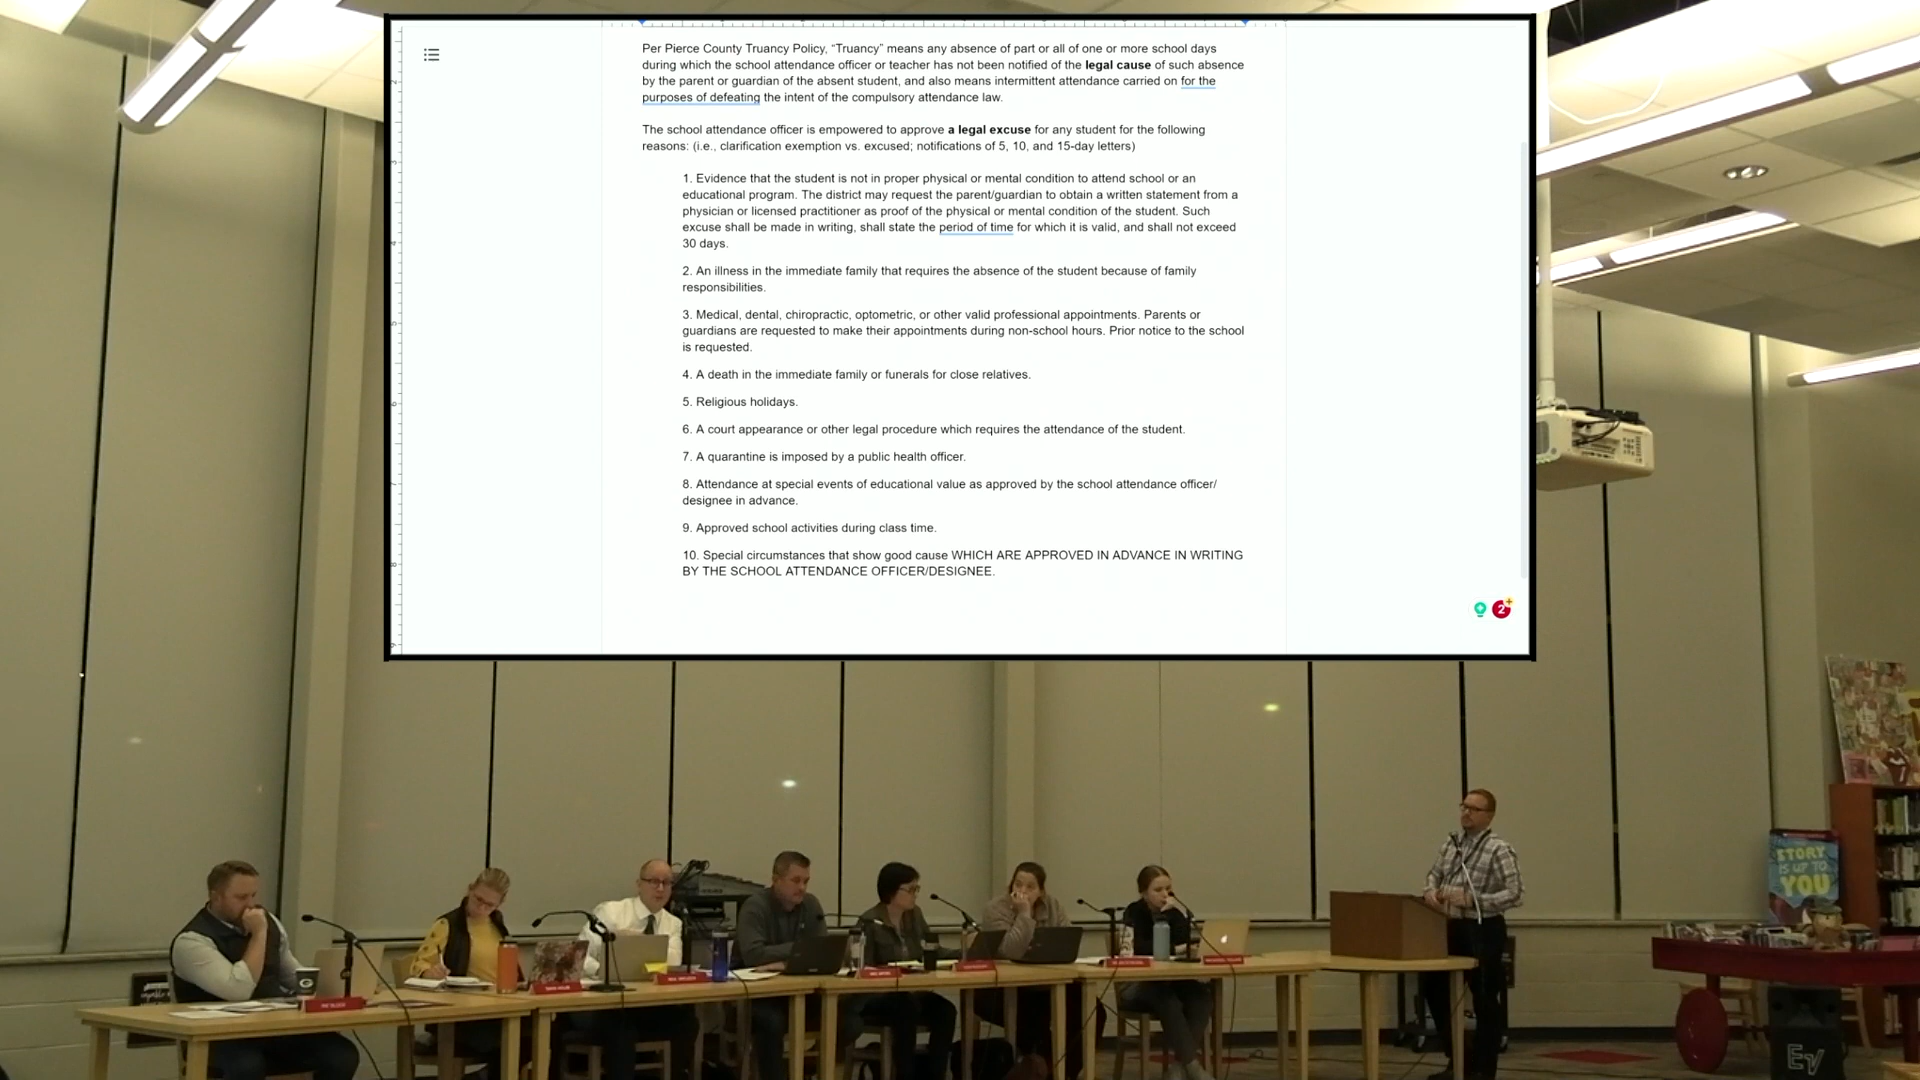 Per Pierce County Truancy Policy, “Truancy” means any absence of part or all of one or more school days
during which the school attendance officer or teacher has not been notified of the legal cause of such absence
by the parent or guardian of the absent student, and also means intermittent attendance carried on for the
purposes of defeating the intent of the compulsory attendance law.
The school attendance officer is empowered to approve a legal excuse for any student for the following
reasons: (i.e., clarification exemption vs. excused; notifications of 5, 10, and 15-day letters)
1. Evidence that the student is not in proper physical or mental condition to attend school or an
educational program. The district may request the parent/guardian to obtain a written statement from a
physician or licensed practitioner as proof of the physical or mental condition of the student. Such
excuse shall be made in writing, shall state the period of time for which it is valid, and shall not exceed
30 days.
2. An illness in the immediate family that requires the absence of the student because of family
responsibilities.
3. Medical, dental, chiropractic, optometric, or other valid professional appointments. Parents or
guardians are requested to make their appointments during non-school hours. Prior notice to the school
is requested.
4. A death in the immediate family or funerals for close relatives.
5. Religious holidays.
6. A court appearance or other legal procedure which requires the attendance of the student.
7. A quarantine is imposed by a public health officer.
8. Attendance at special events of educational value as approved by the school attendance officer/
designee in advance.
9. Approved school activities during class time.
10. Special circumstances that show good cause WHICH ARE APPROVED IN ADVANCE IN WRITING
BY THE SCHOOL ATTENDANCE OFFICER/DESIGNEE.
2
STORY
IS UP TO
YOU
EV